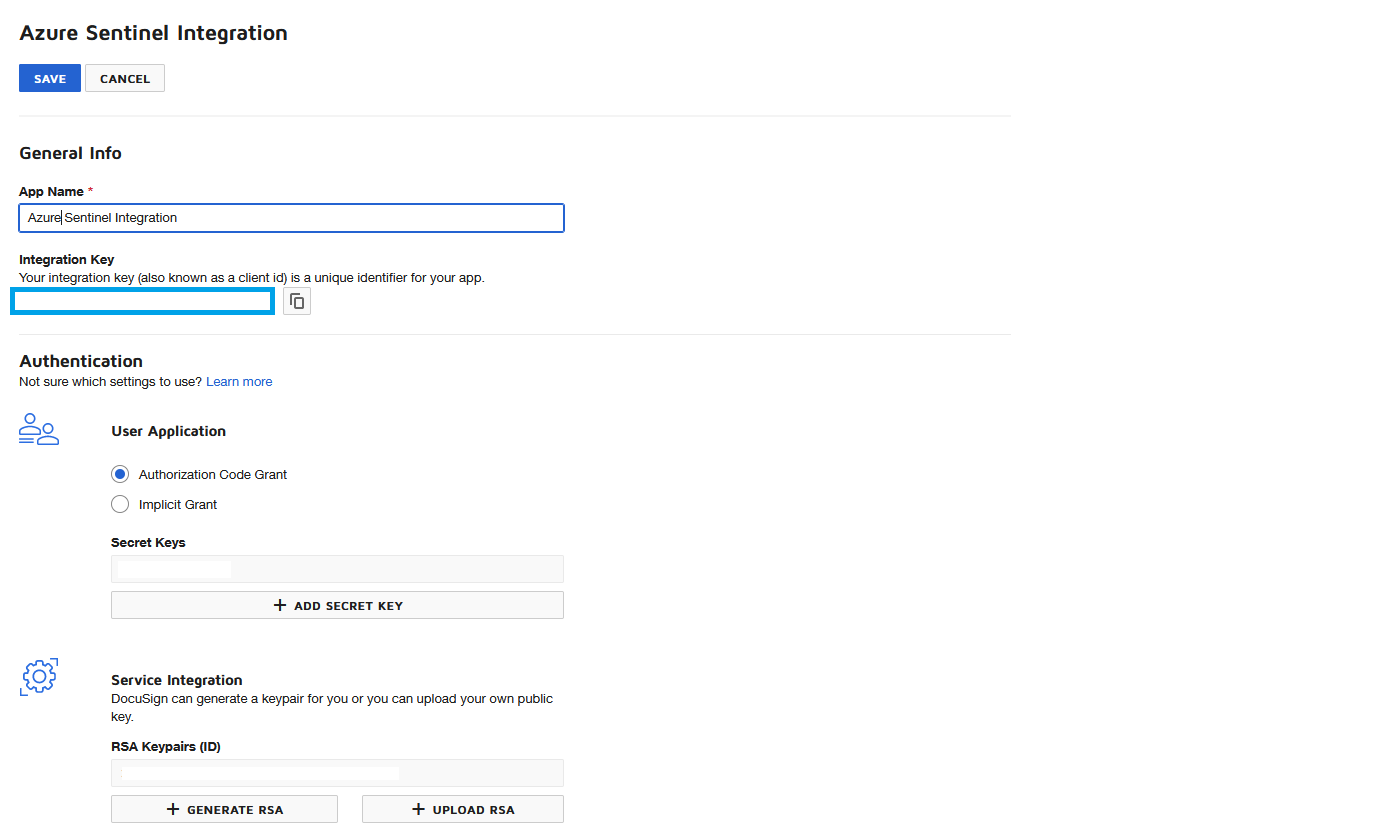 Azure Sentinel Integration
SAVE CANCEL
General Info
App Name *
Azure Sentinel Integration
Integration Key
Your integration key (also known as a client id) is a unique identifier for your app.
Authentication
Not sure which settings to use? Learn more
User Application
Authorization Code Grant
Implicit Grant
Secret Keys
+ ADD SECRET KEY
Service Integration
DocuSign can generate a keypair for you or you can upload your own public
key.
RSA Keypairs (ID)
+ GENERATE RSA + UPLOAD RSA